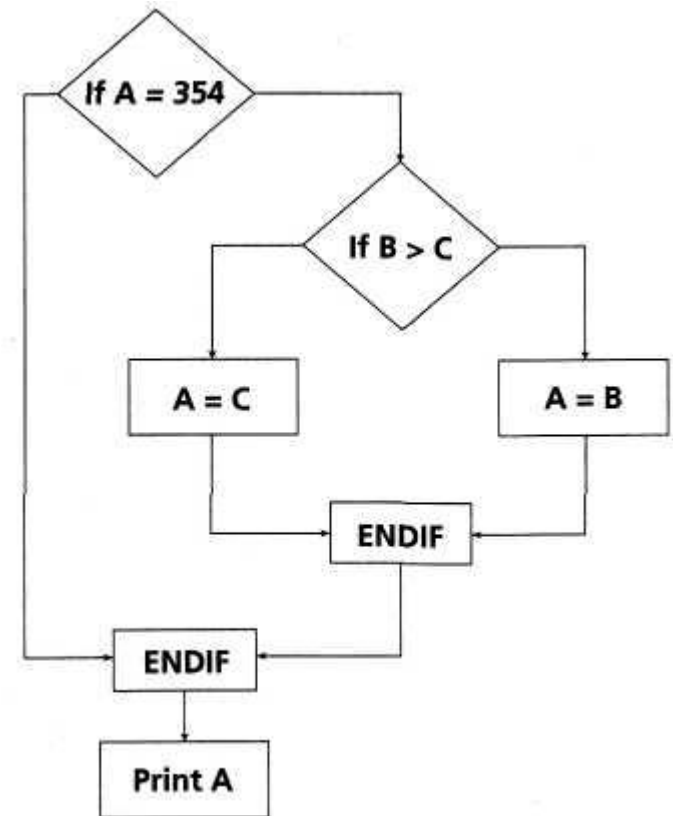 If A = 354
If B > C
A = C
A = B
ENDIF
ENDIF
Print A